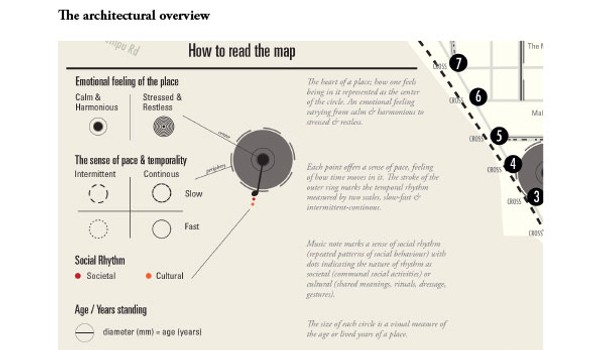 The architectural overview
How to read the map
Emotional feeling of the place
Calm &
Harmonious
Stressed &
Restless
center
The heart of a place; how one feels
being in it represented as the center
of the circle. An emotional feeling
varying from calm & harmonious to
stressed & restless.
The sense of pace & temporality
Intermittent
Continous
Slow
Fast
periphery
Each point offers a sense of pace, feeling
of how time moves in it. The stroke of the
outer ring marks the temporal rhythm
measured by two scales, slow-fast &
intermittent-continous.
Social Rhythm
Societal
Cultural
Music note marks a sense of social rhythm
(repeated patterns of social behaviour) with
dots indicating the nature of rhythm as
societal (communal social activities) or
cultural (shared meanings, rituals, dressage,
gestures).
Age / Years standing
diameter (mm) = age (years)
The size of each circle is a visual measure of
the age or lived years of a place.
Rd
The
CROSS
7
CROSS
6
CROSS
5
CROSS
4
CROSS
3
CROSS